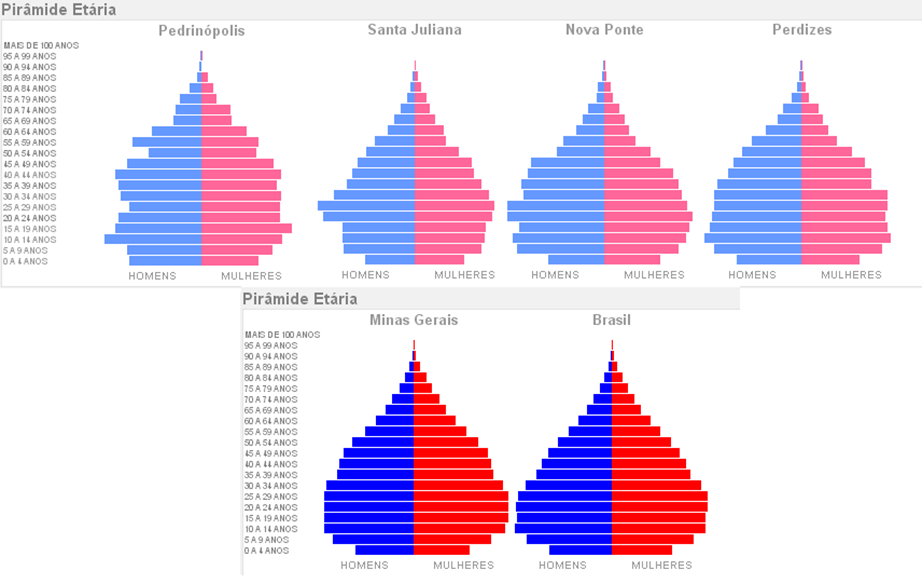 Pirâmide Etária
Pedrinópolis Santa Juliana Nova Ponte Perdizes
MAIS DE 100 ANOS
95 A 99 ANOS
90 A 94 ANOS
85 A 89 ANOS
80 A 84 ANOS
75 A 79 ANOS
70 A 74 ANOS
65 A 69 ANOS
60 A 64 ANOS
55 A 59 ANOS
50 A 54 ANOS
45 A 49 ANOS
40 A 44 ANOS
35 A 39 ANOS
30 A 34 ANOS
25 A 29 ANOS
20 A 24 ANOS
15 A 19 ANOS
10 A 14 ANOS
5 A 9 ANOS
0 A 4 ANOS
HOMENS MULHERES HOMENS MULHERES HOMENS MULHERES HOMENS MULHERES
Pirâmide Etária
Minas Gerais Brasil
MAIS DE 100 ANOS
95 A 99 ANOS
90 A 94 ANOS
85 A 89 ANOS
80 A 84 ANOS
75 A 79 ANOS
70 A 74 ANOS
65 A 69 ANOS
60 A 64 ANOS
55 A 59 ANOS
50 A 54 ANOS
45 A 49 ANOS
40 A 44 ANOS
35 A 39 ANOS
30 A 34 ANOS
25 A 29 ANOS
20 A 24 ANOS
15 A 19 ANOS
10 A 14 ANOS
5 A 9 ANOS
0 A 4 ANOS
HOMENS MULHERES HOMENS MULHERES